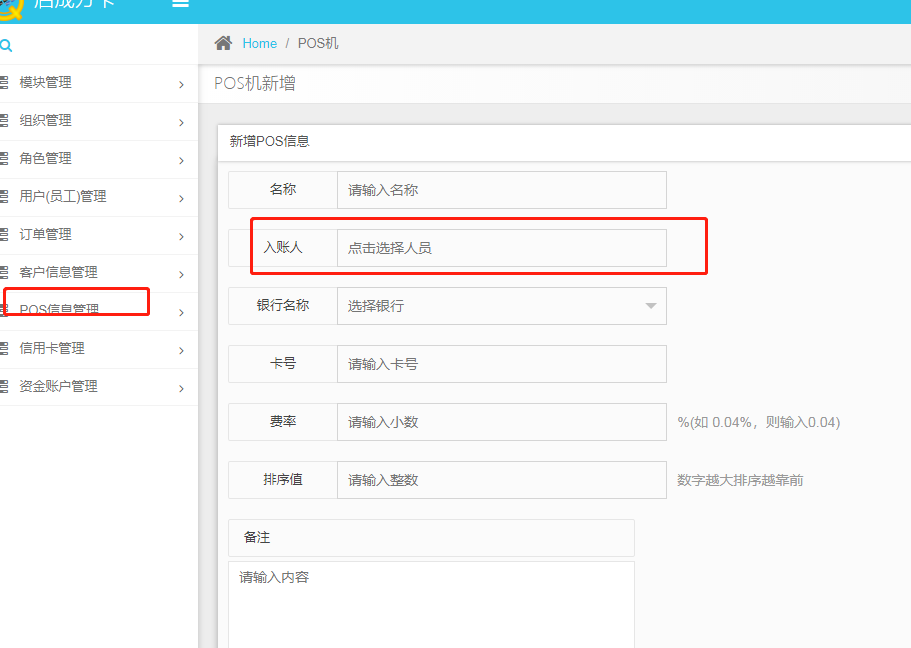 Home / POS机
模块管理
POS机新增
组织管理
新增POS信息
角色管理
名称 请输入名称
用户(员工)管理
订单管理
入账人 点击选择人员
客户信息管理
POS信息管理
银行名称 选择银行
信用卡管理
卡号 请输入卡号
资金账户管理
费率 请输入小数 %(如 0.04%，则输入0.04)
排序值 请输入整数 数字越大排序越靠前
备注
请输入内容